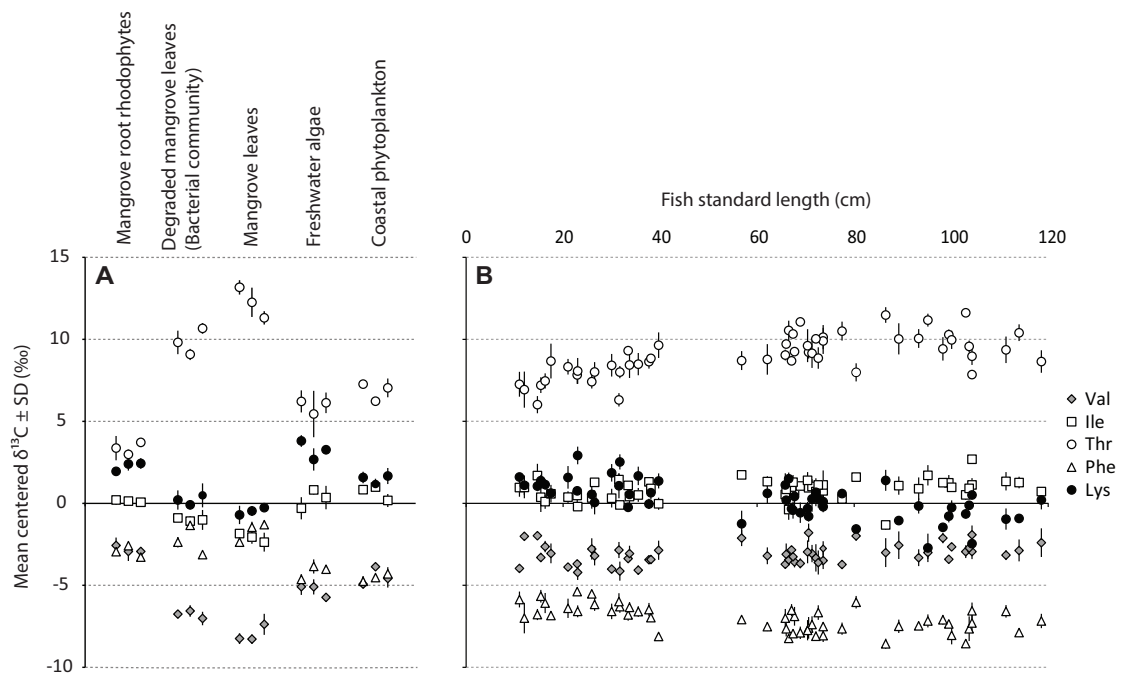 Mangrove root rhodophytes
Degraded mangrove leaves
(Bacterial community)
Mangrove leaves
Freshwater algae
Coastal phytoplankton
Fish standard length (cm)
0 20 40 60 80 100 120
A
B
15
10
5
0
-5
-10
Mean centered δ¹³C ± SD (‰)
Val
Ile
Thr
Phe
Lys